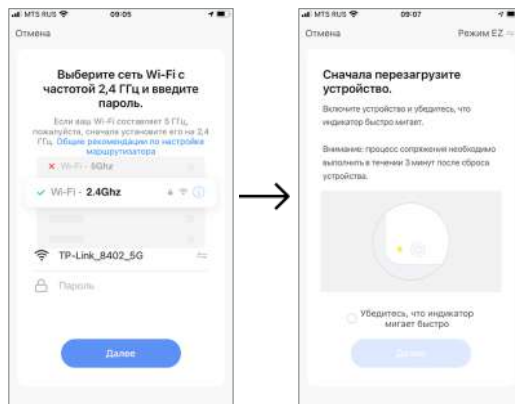 MTS RUS 09:05
Отмена
Выберите сеть Wi-Fi с
частотой 2,4 ГГц и введите
пароль.
Если ваш Wi-Fi составляет 5 ГГц,
пожалуйста, сначала установите его на 2,4
ГГц. Общие рекомендации по настройке
маршрутизатора
Wi-Fi - 5Ghz
Wi-Fi - 2.4Ghz
TP-Link_8402_5G
Пароль
Далее
MTS RUS 09:07
Отмена Режим EZ
Сначала перезагрузите
устройство.
Включите устройство и убедитесь, что
индикатор быстро мигает.
Внимание: процесс сопряжения необходимо
выполнить в течении 3 минут после сброса
устройства.
Убедитесь, что индикатор
мигает быстро
Далее